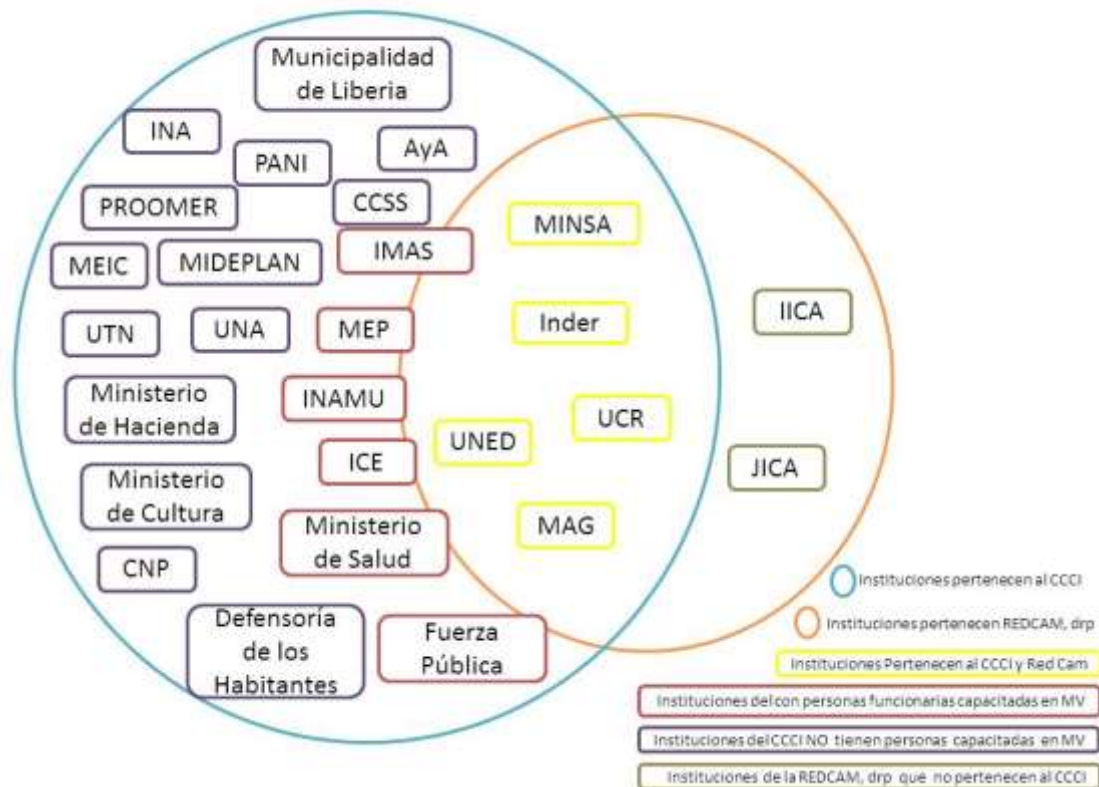 Municipalidad
de Liberia
INA
AyA
PANI
PROOMER
CCSS
MINSA
IMAS
MEIC
MIDEPLAN
IICA
Inder
UTN
UNA
MEP
Ministerio
de Hacienda
INAMU
UCR
UNED
ICE
JICA
Ministerio
de Cultura
Ministerio
de Salud
MAG
CNP
Defensoría
de los
Habitantes
Fuerza
Pública
Instituciones pertenecen al CCCI
Instituciones pertenecen REDCAM, drp
Instituciones Pertenecen al CCCI y Red Cam
Instituciones del con personas funcionarias capacitadas en MV
Instituciones del CCCI NO tienen personas capacitadas en MV
Instituciones de la REDCAM, drp que no pertenecen al CCCI